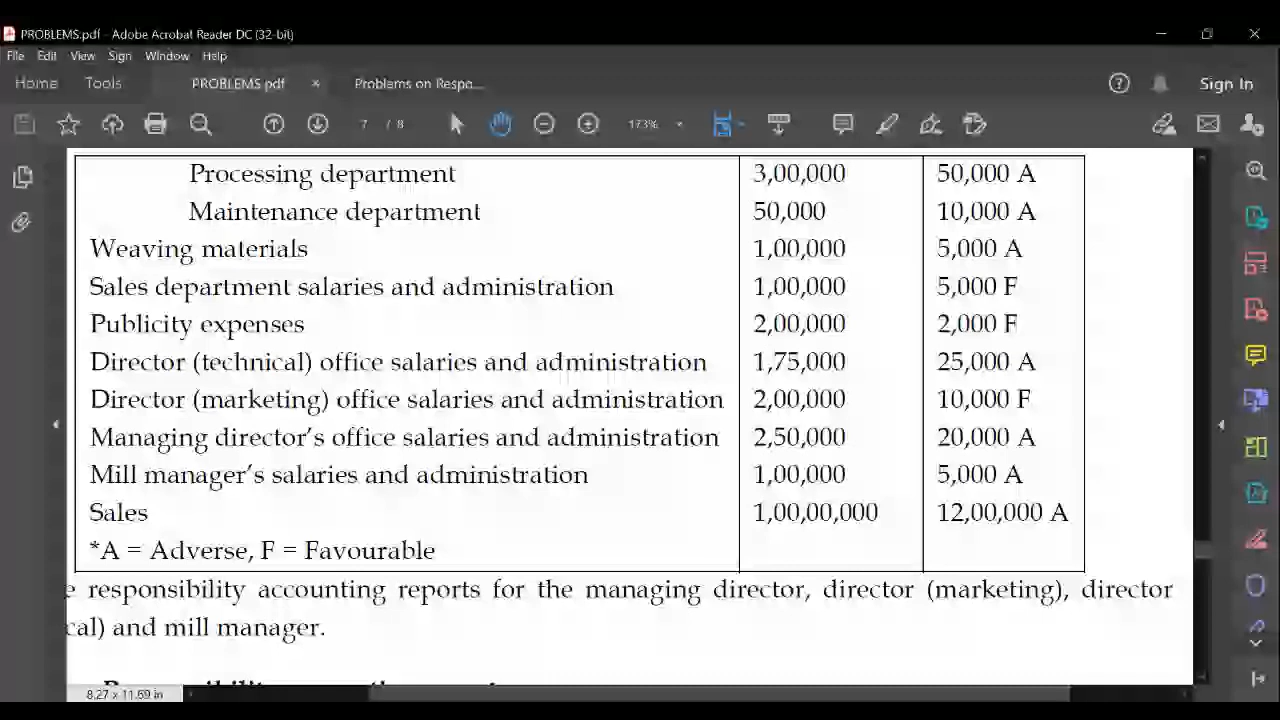 PROBLEMS.pdf - Adobe Acrobat Reader DC (32-bit)
File Edit View Sign Window Help
Home Tools PROBLEMS.pdf × Problems on Respo...
? Sign In
7 / 8 173%
Processing department 3,00,000 50,000 A
Maintenance department 50,000 10,000 A
Weaving materials 1,00,000 5,000 A
Sales department salaries and administration 1,00,000 5,000 F
Publicity expenses 2,00,000 2,000 F
Director (technical) office salaries and administration 1,75,000 25,000 A
Director (marketing) office salaries and administration 2,00,000 10,000 F
Managing director’s office salaries and administration 2,50,000 20,000 A
Mill manager’s salaries and administration 1,00,000 5,000 A
Sales 1,00,00,000 12,00,000 A
*A = Adverse, F = Favourable
e responsibility accounting reports for the managing director, director (marketing), director
cal) and mill manager.
8.27 x 11.69 in